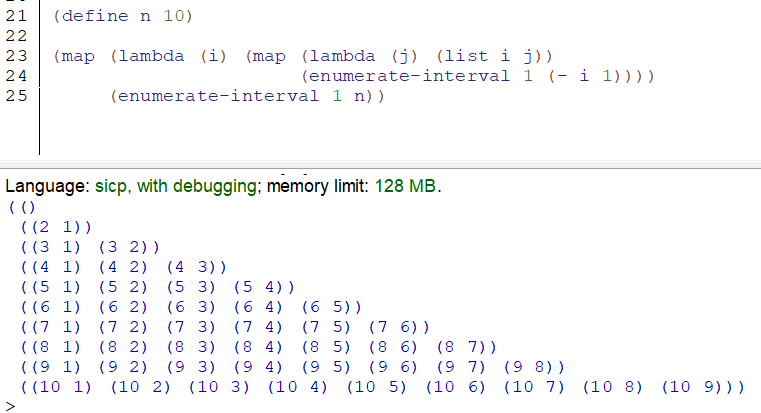 21 (define n 10)
22
23 (map (lambda (i) (map (lambda (j) (list i j))
24 (enumerate-interval 1 (- i 1))))
25 (enumerate-interval 1 n))
Language: sicp, with debugging; memory limit: 128 MB.
(()
((2 1))
((3 1) (3 2))
((4 1) (4 2) (4 3))
((5 1) (5 2) (5 3) (5 4))
((6 1) (6 2) (6 3) (6 4) (6 5))
((7 1) (7 2) (7 3) (7 4) (7 5) (7 6))
((8 1) (8 2) (8 3) (8 4) (8 5) (8 6) (8 7))
((9 1) (9 2) (9 3) (9 4) (9 5) (9 6) (9 7) (9 8))
((10 1) (10 2) (10 3) (10 4) (10 5) (10 6) (10 7) (10 8) (10 9)))
>